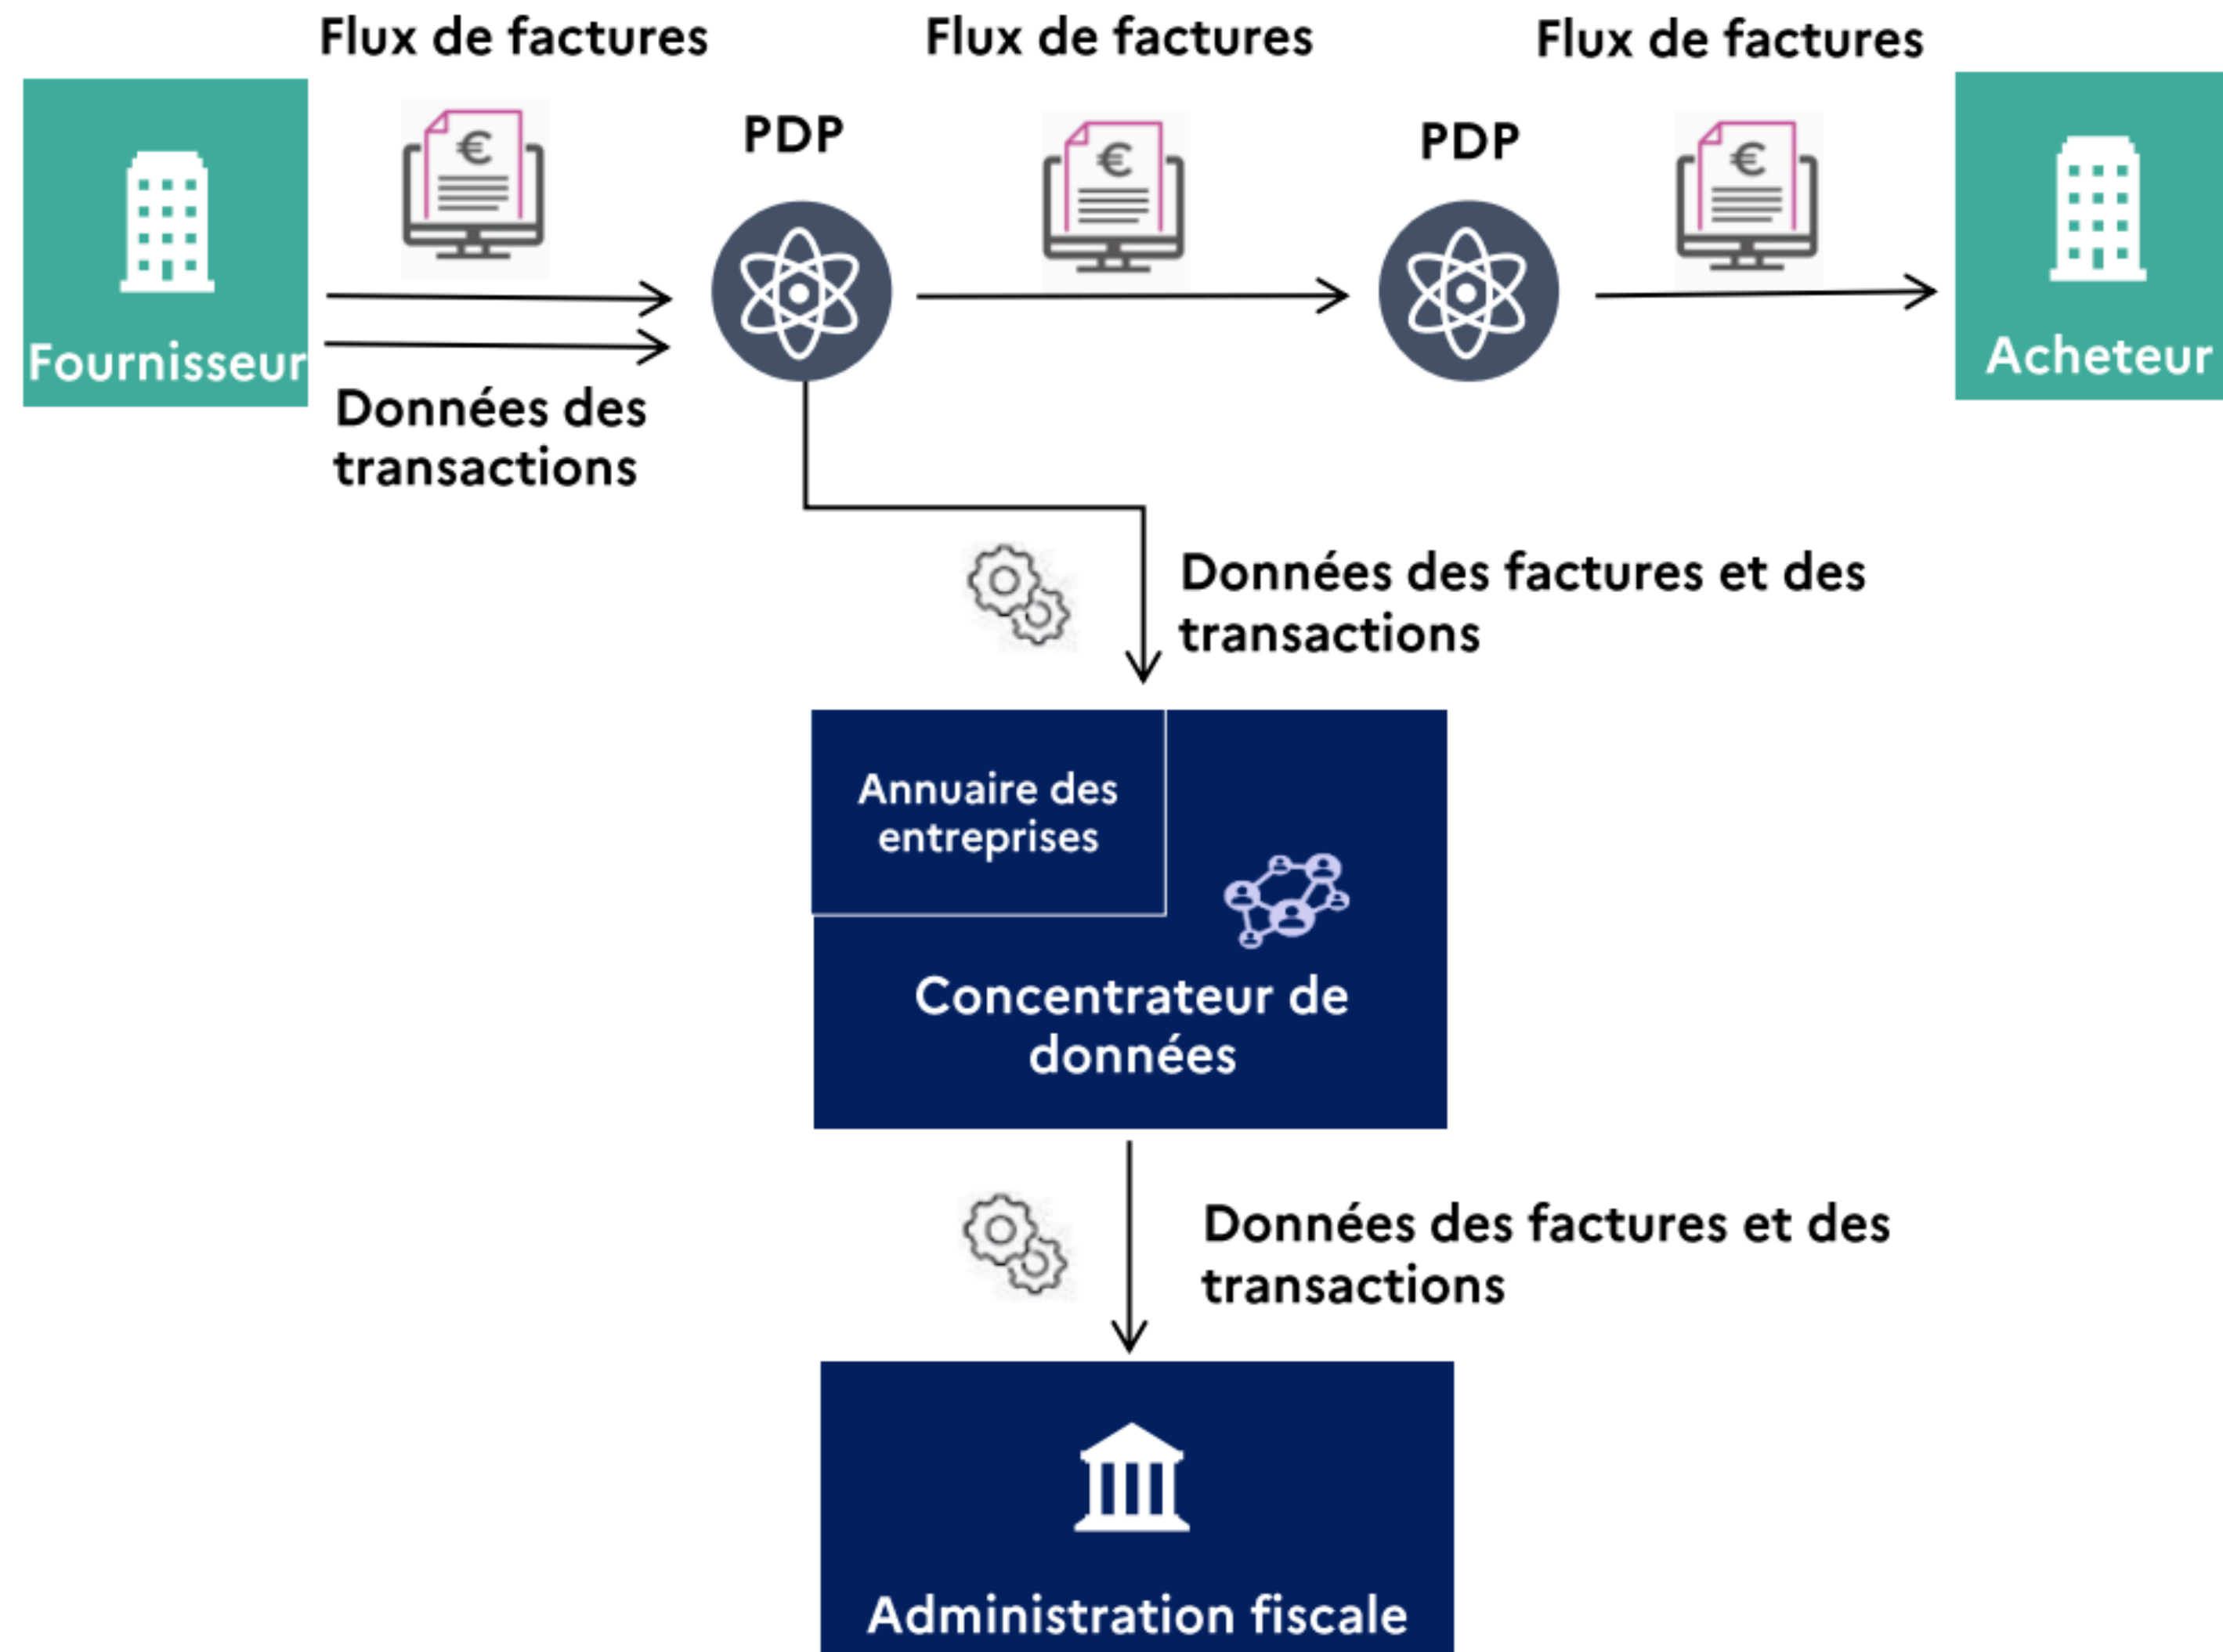 Flux de factures
Flux de factures
Flux de factures
PDP
PDP
€
€
€
Fournisseur
Acheteur
Données des
transactions
Données des factures et des
transactions
Annuaire des
entreprises
Concentrateur de
données
Données des factures et des
transactions
Administration fiscale